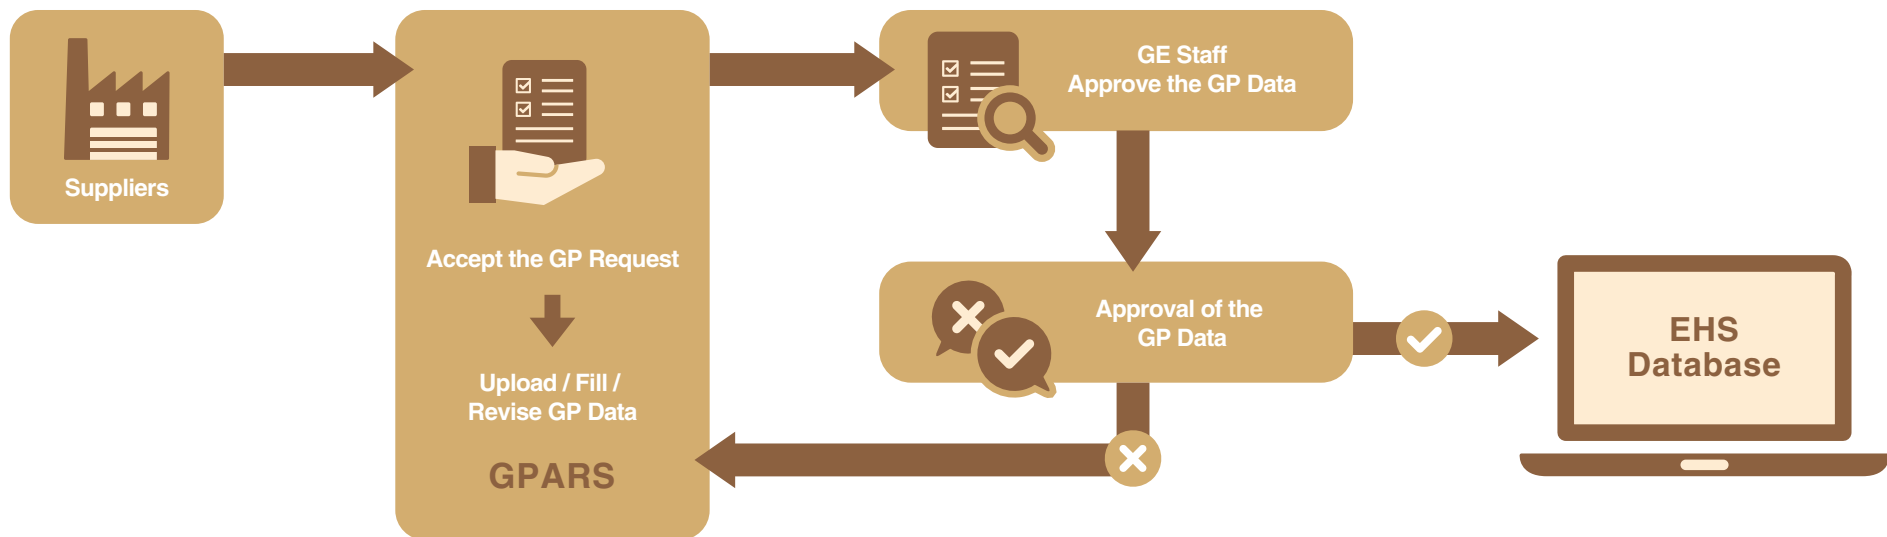 Suppliers
Accept the GP Request
Upload / Fill /
Revise GP Data
GPARS
GE Staff
Approve the GP Data
Approval of the
GP Data
EHS
Database